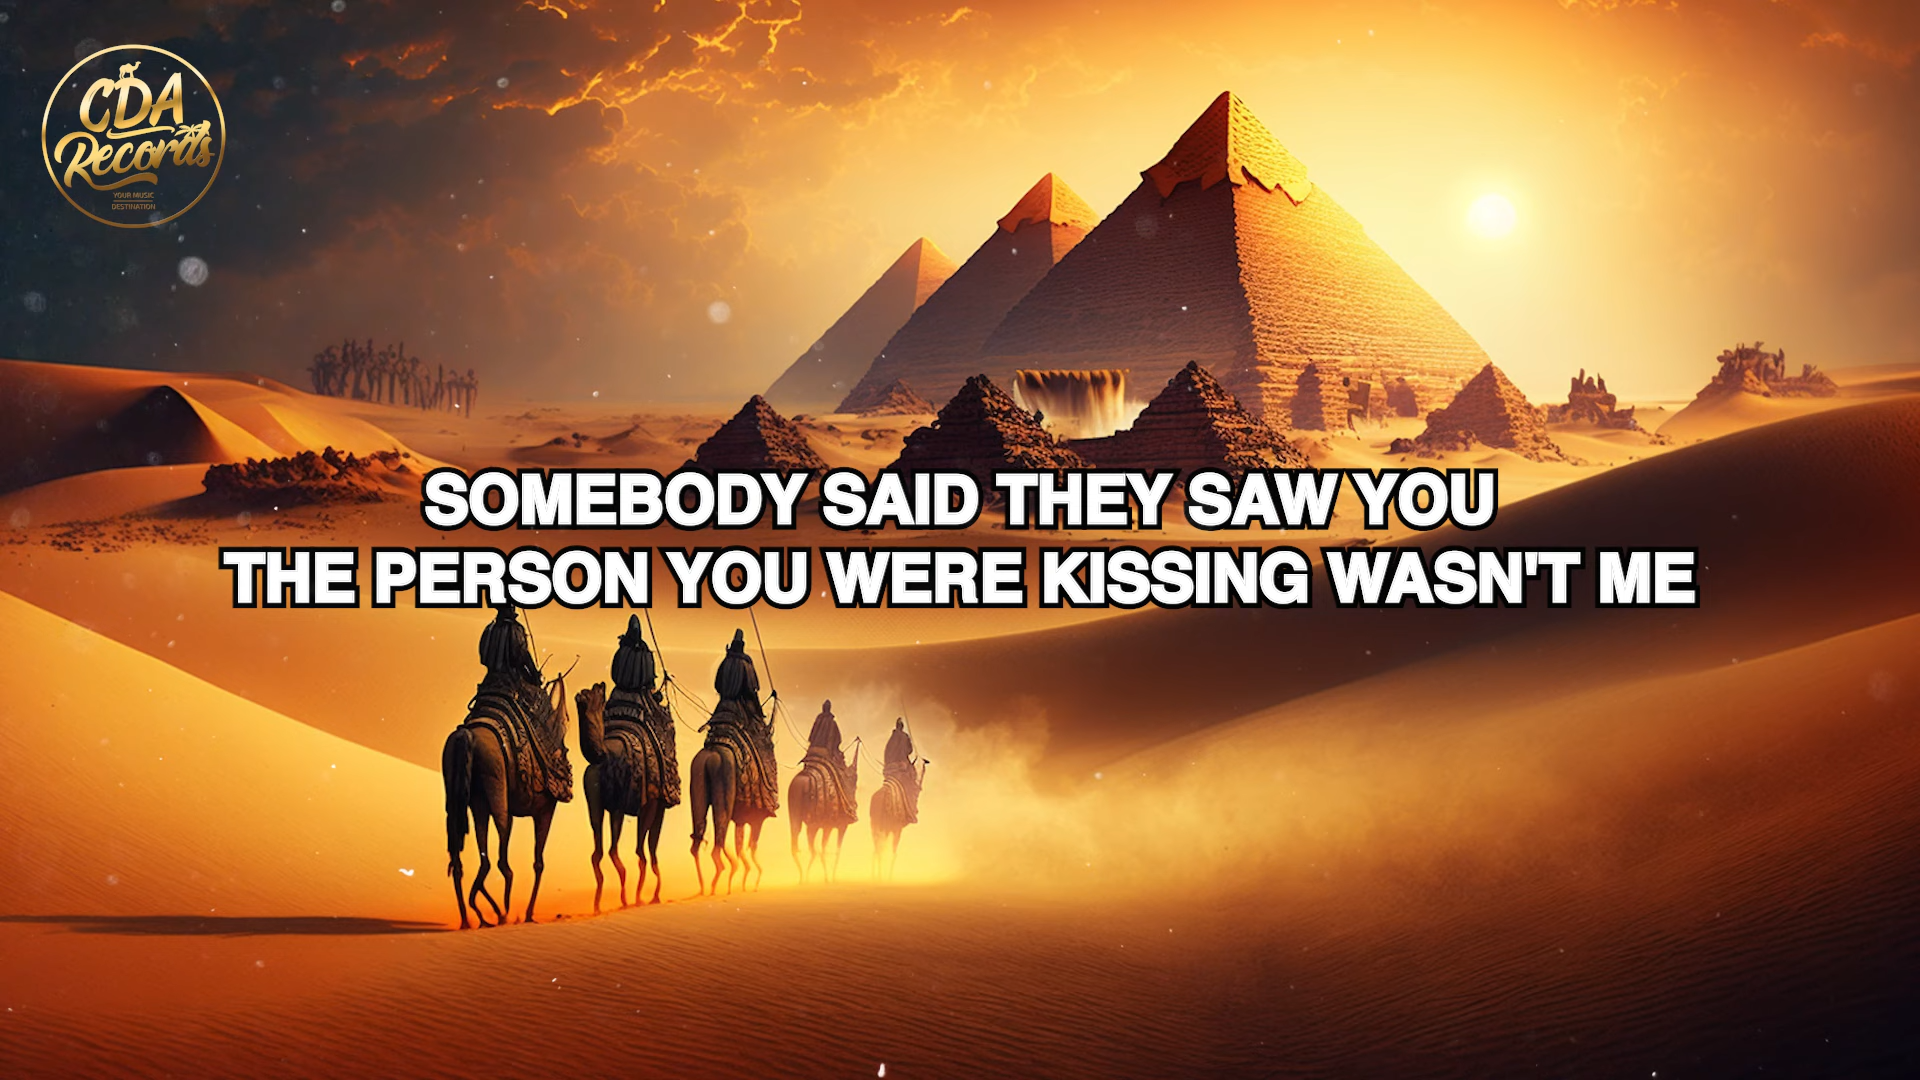 CDA
Records
YOUR MUSIC
DESTINATION
SOMEBODY SAID THEY SAW YOU
THE PERSON YOU WERE KISSING WASN'T ME